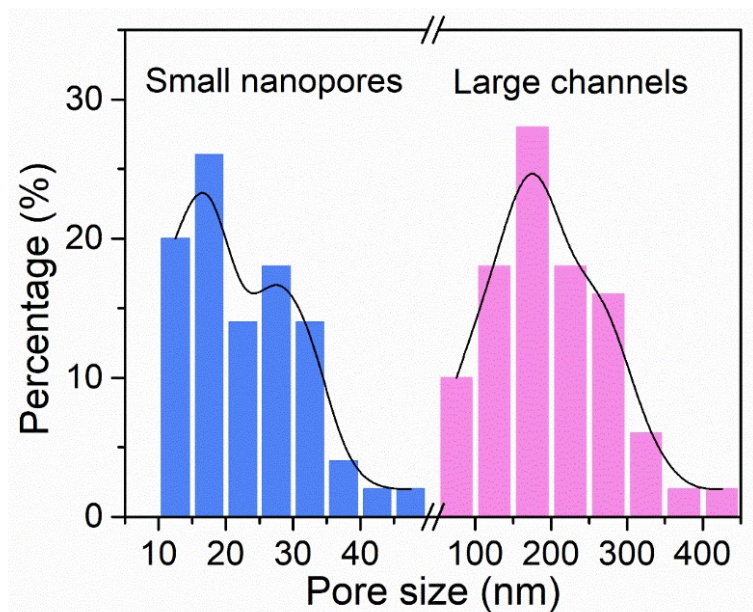 Small nanopores
Large channels
30
20
10
0
Percentage (%)
10 20 30 40 100 200 300 400
Pore size (nm)